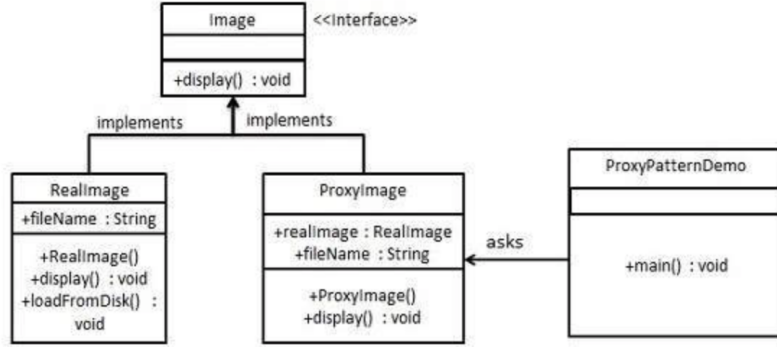 Image
<<Interface>>
+display() : void
implements
implements
RealImage
+fileName : String
+RealImage()
+display() : void
+loadFromDisk() :
void
ProxyImage
+realImage : RealImage
+fileName : String
+ProxyImage()
+display() : void
asks
ProxyPatternDemo
+main() : void